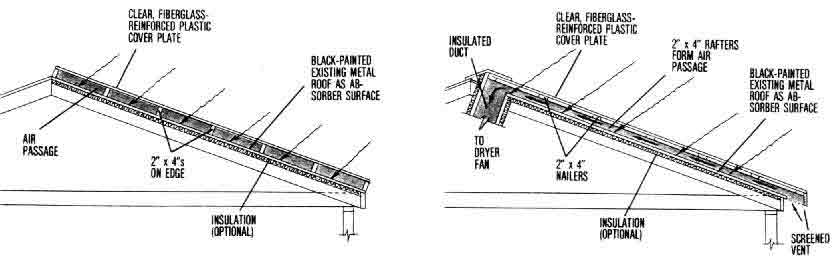 CLEAR, FIBERGLASS-
REINFORCED PLASTIC
COVER PLATE
BLACK-PAINTED
EXISTING METAL
ROOF AS AB-
SORBER SURFACE
AIR
PASSAGE
2" x 4"s
ON EDGE
INSULATION
(OPTIONAL)
CLEAR, FIBERGLASS-
REINFORCED PLASTIC
COVER PLATE
INSULATED
DUCT
2" x 4" RAFTERS
FORM AIR
PASSAGE
BLACK-PAINTED
EXISTING METAL
ROOF AS AB-
SORBER SURFACE
TO
DRYER
FAN
2" x 4"
NAILERS
INSULATION
(OPTIONAL)
SCREENED
VENT